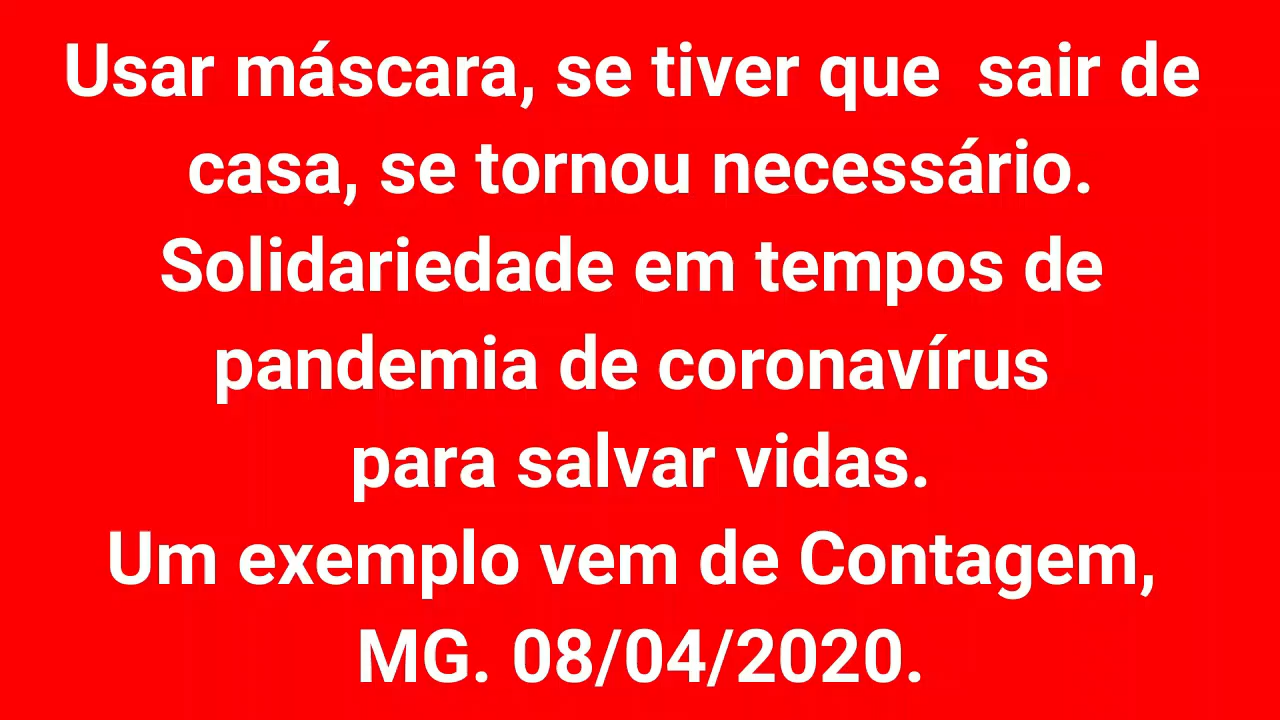 Usar máscara, se tiver que  sair de
casa, se tornou necessário.
Solidariedade em tempos de
pandemia de coronavírus
para salvar vidas.
Um exemplo vem de Contagem,
MG. 08/04/2020.